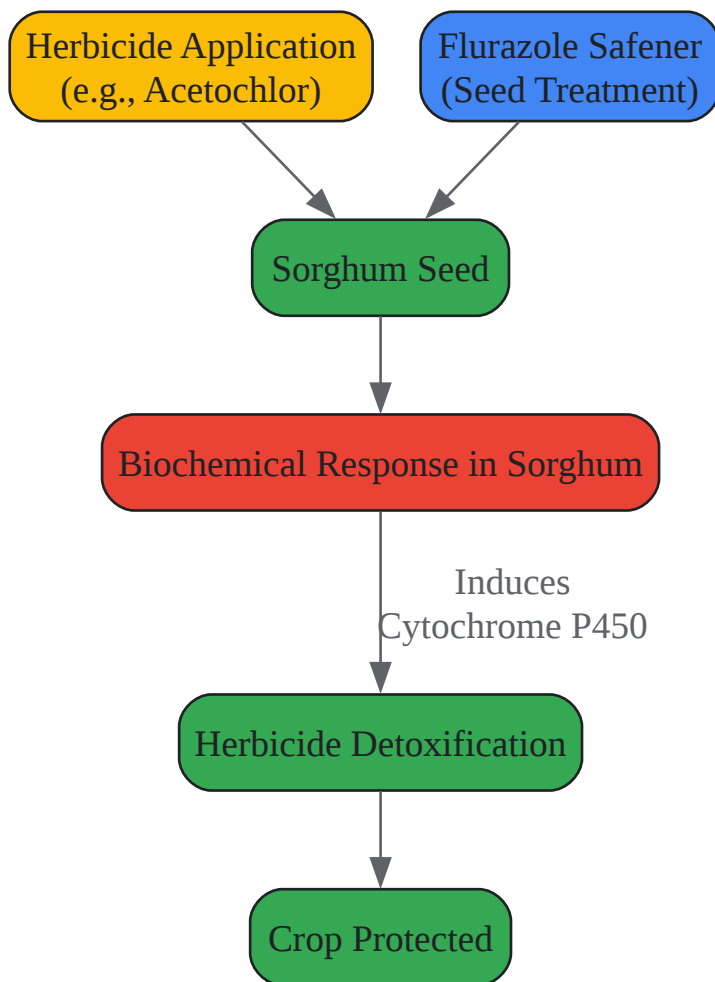 Herbicide Application
(e.g., Acetochlor)
Flurazole Safener
(Seed Treatment)
Sorghum Seed
Biochemical Response in Sorghum
Induces
Cytochrome P450
Herbicide Detoxification
Crop Protected